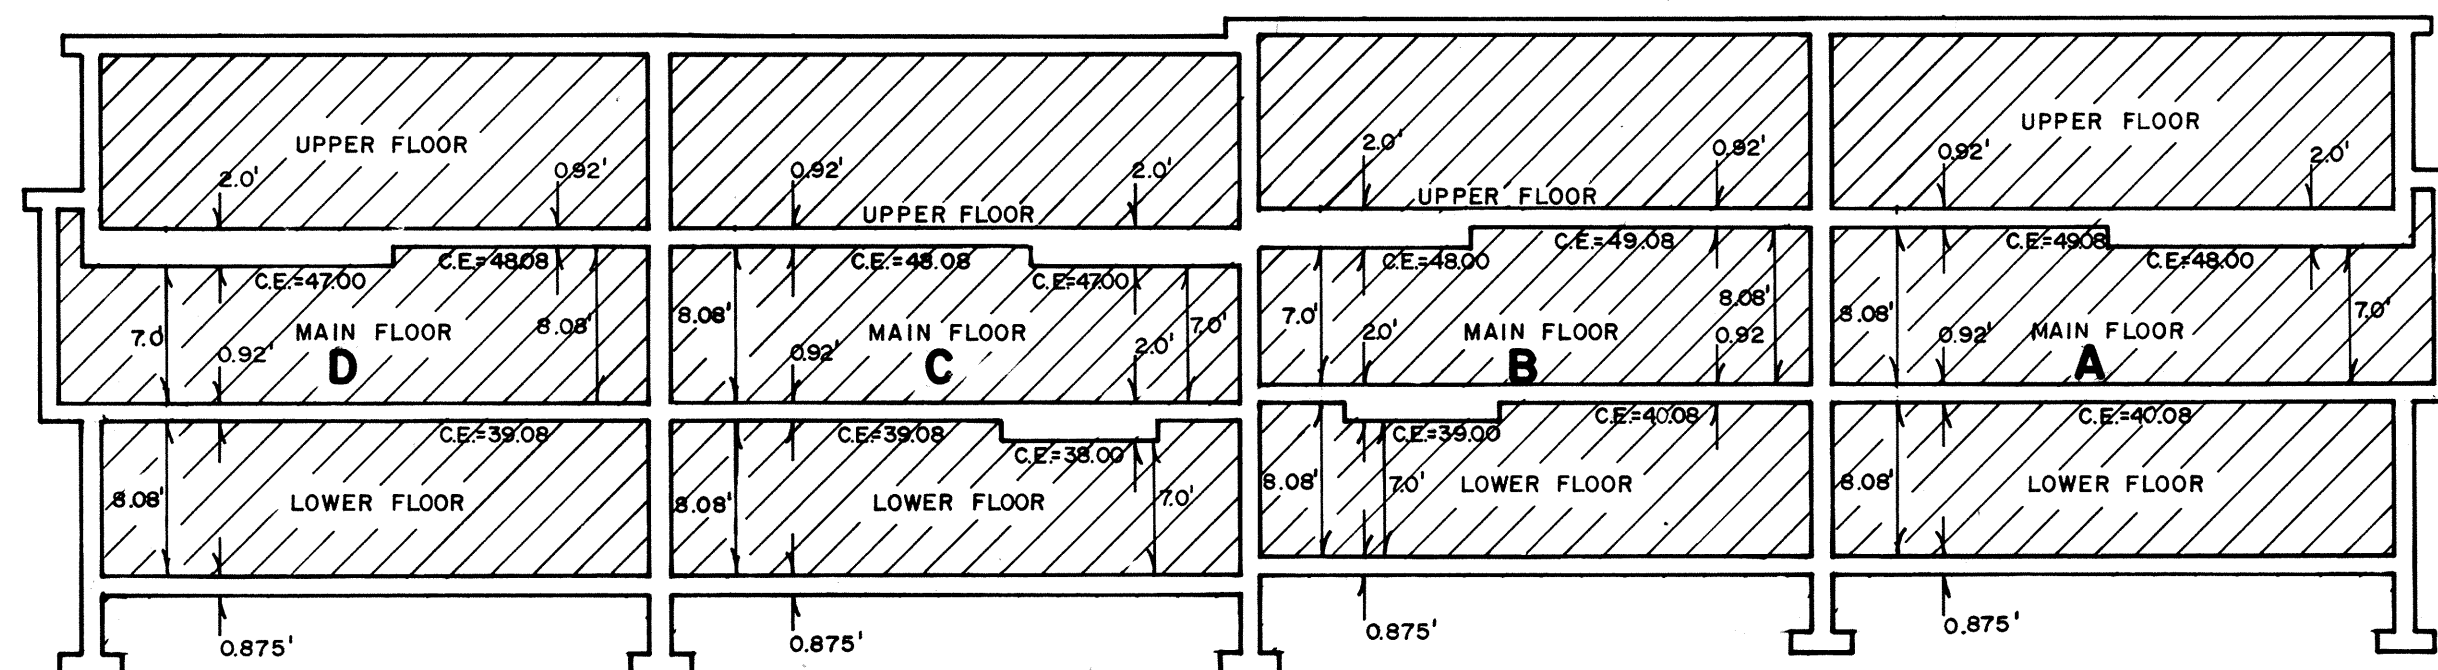 UPPER FLOOR
2.0'
0.92'
C.E.=47.00
C.E.=48.08
7.0'
8.08'
MAIN FLOOR
0.92'
D
C.E.=39.08
8.08'
LOWER FLOOR
0.875'
0.92'
2.0'
UPPER FLOOR
C.E.=48.08
C.E.=47.00
8.08'
7.0'
MAIN FLOOR
0.92'
2.0'
C
C.E.=39.08
C.E.=38.00
8.08'
LOWER FLOOR
7.0'
0.875'
2.0'
0.92'
UPPER FLOOR
C.E.=49.08
C.E.=48.00
8.08'
7.0'
MAIN FLOOR
2.0'
0.92
B
C.E.=40.08
C.E.=39.00
8.08'
7.0'
LOWER FLOOR
0.875'
UPPER FLOOR
0.92'
2.0'
C.E.=49.08
C.E.=48.00
8.08'
7.0'
MAIN FLOOR
0.92'
A
C.E.=40.08
8.08'
LOWER FLOOR
0.875'